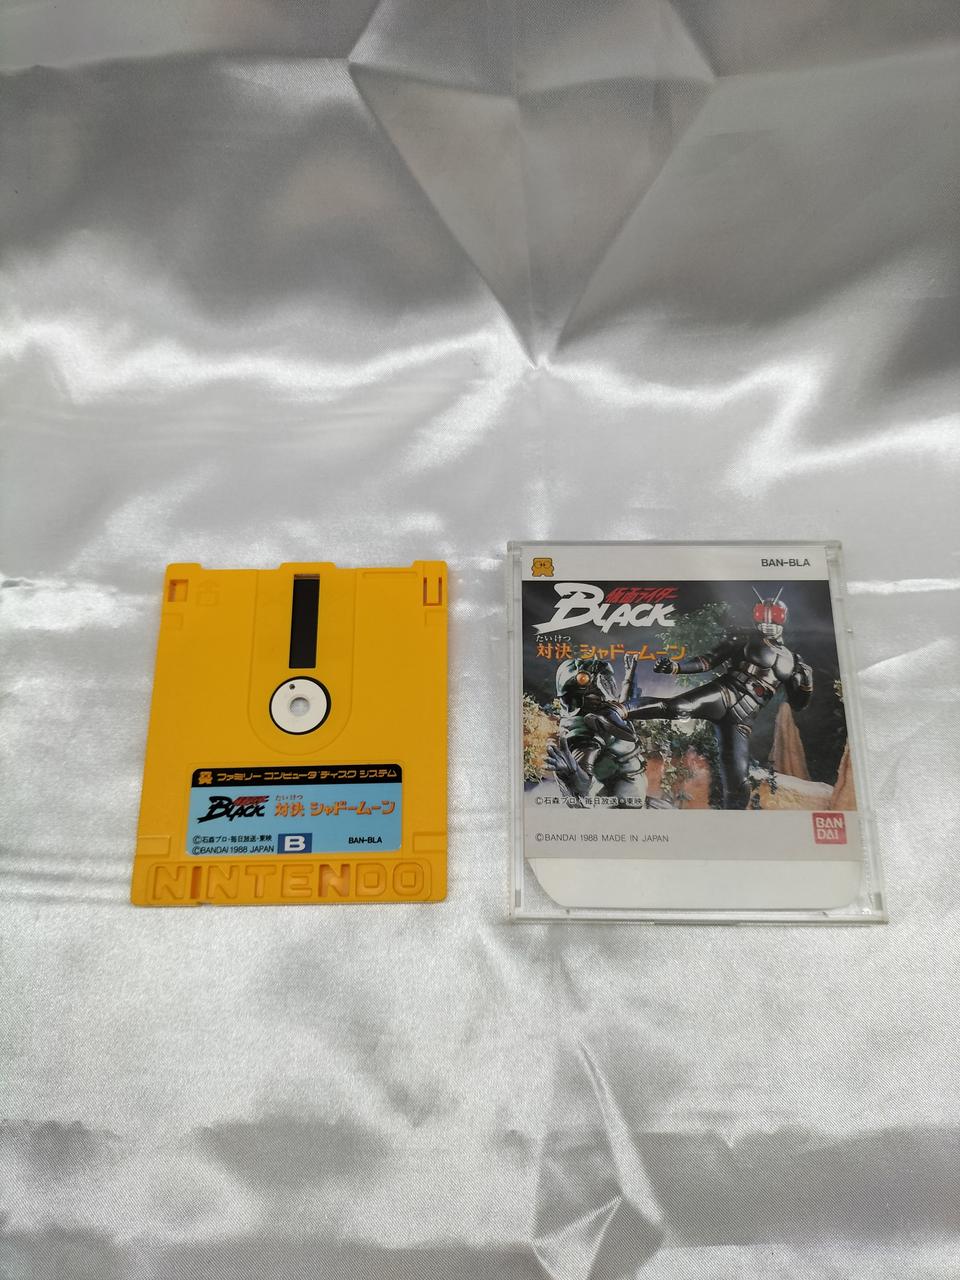 ファミリー コンピュータ ディスク システム
仮面ライダー
BLACK
たいけつ
対決 シャドームーン
©石森プロ・毎日放送・東映
©BANDAI 1988 JAPAN
B
BAN-BLA
NINTENDO
BAN-BLA
仮面ライダー
BLACK
たいけつ
対決 シャドームーン
©石森プロ・毎日放送・東映
©BANDAI 1988 MADE IN JAPAN
BAN
DAI